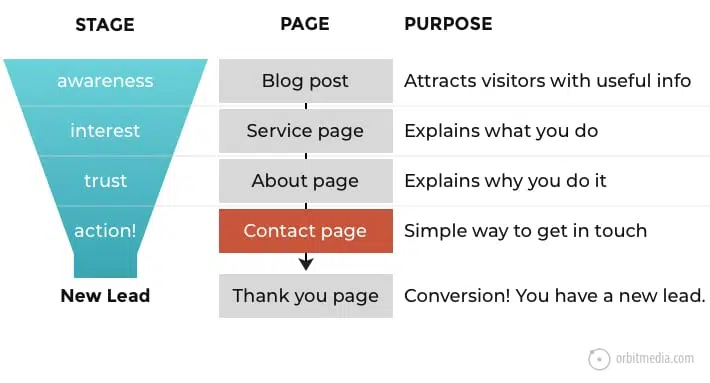 STAGE PAGE PURPOSE
awareness Blog post Attracts visitors with useful info
interest Service page Explains what you do
trust About page Explains why you do it
action! Contact page Simple way to get in touch
New Lead Thank you page Conversion! You have a new lead.
orbitmedia.com